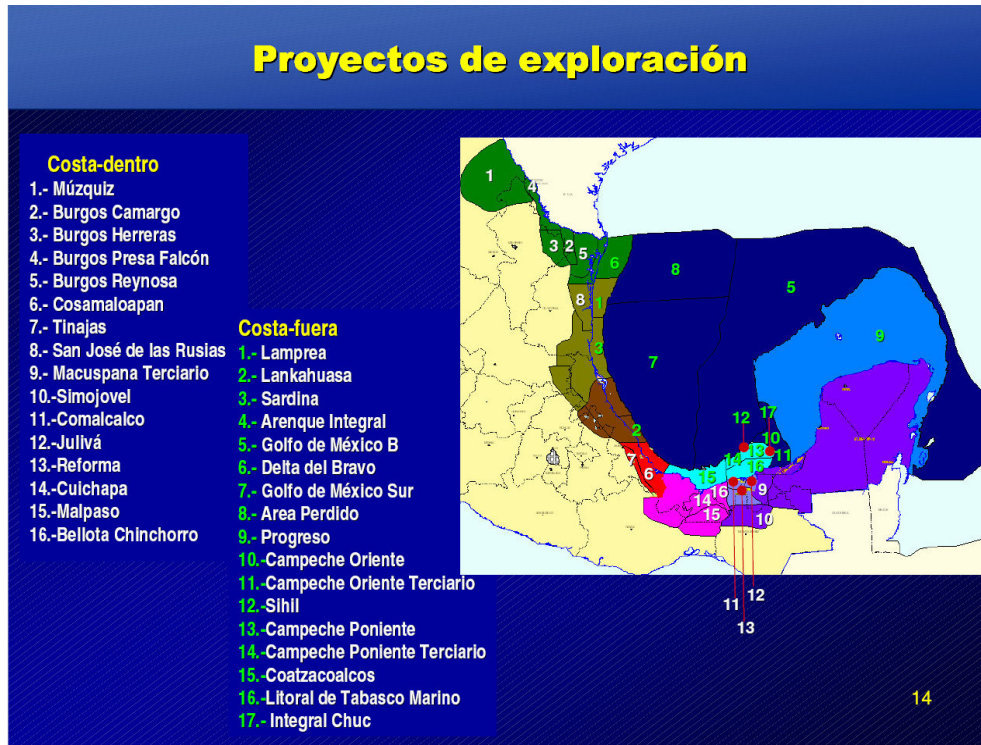 Proyectos de exploración
Costa-dentro
1.- Múzquiz
2.- Burgos Camargo
3.- Burgos Herreras
4.- Burgos Presa Falcón
5.- Burgos Reynosa
6.- Cosamaloapan
7.- Tinajas
8.- San José de las Rusias
9.- Macuspana Terciario
10.-Simojovel
11.-Comalcalco
12.-Julivá
13.-Reforma
14.-Cuichapa
15.-Malpaso
16.-Bellota Chinchorro
Costa-fuera
1.- Lamprea
2.- Lankahuasa
3.- Sardina
4.- Arenque Integral
5.- Golfo de México B
6.- Delta del Bravo
7.- Golfo de México Sur
8.- Area Perdido
9.- Progreso
10.-Campeche Oriente
11.-Campeche Oriente Terciario
12.-Sihil
13.-Campeche Poniente
14.-Campeche Poniente Terciario
15.-Coatzacoalcos
16.-Litoral de Tabasco Marino
17.- Integral Chuc
1
4
3 2 5 6
8
8
5
1
3
7
9
2
12
17
10
7
6
14 13 11
15
16
16
14
9
15
10
11
12
13
14